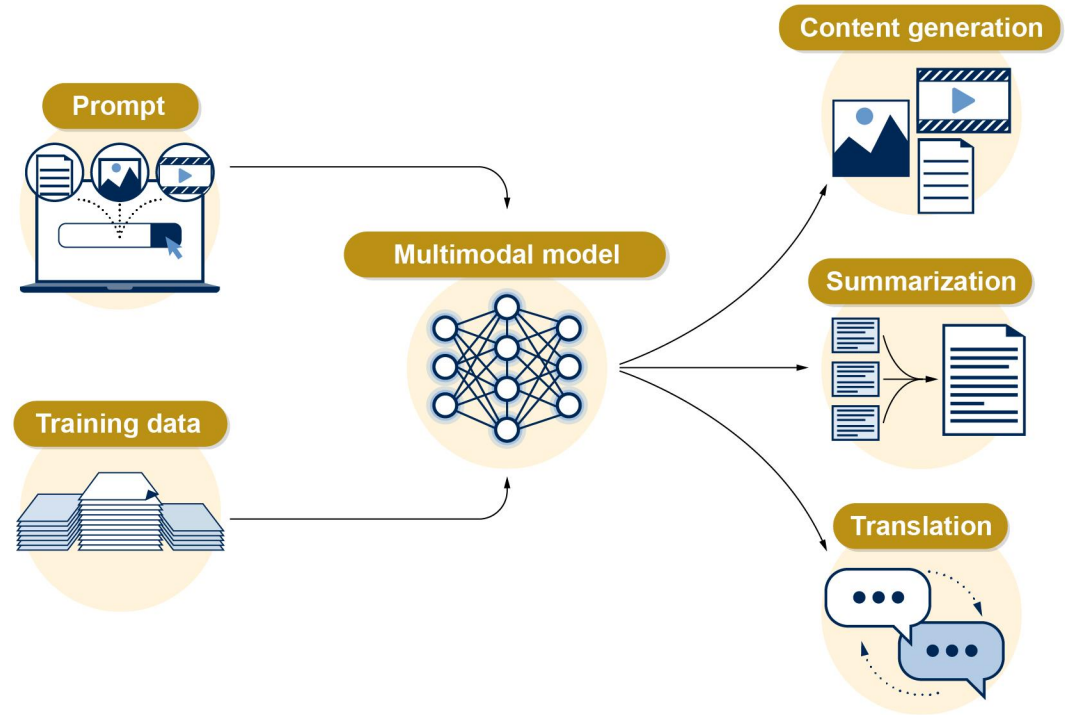 Content generation
Prompt
Multimodal model
Summarization
Training data
Translation